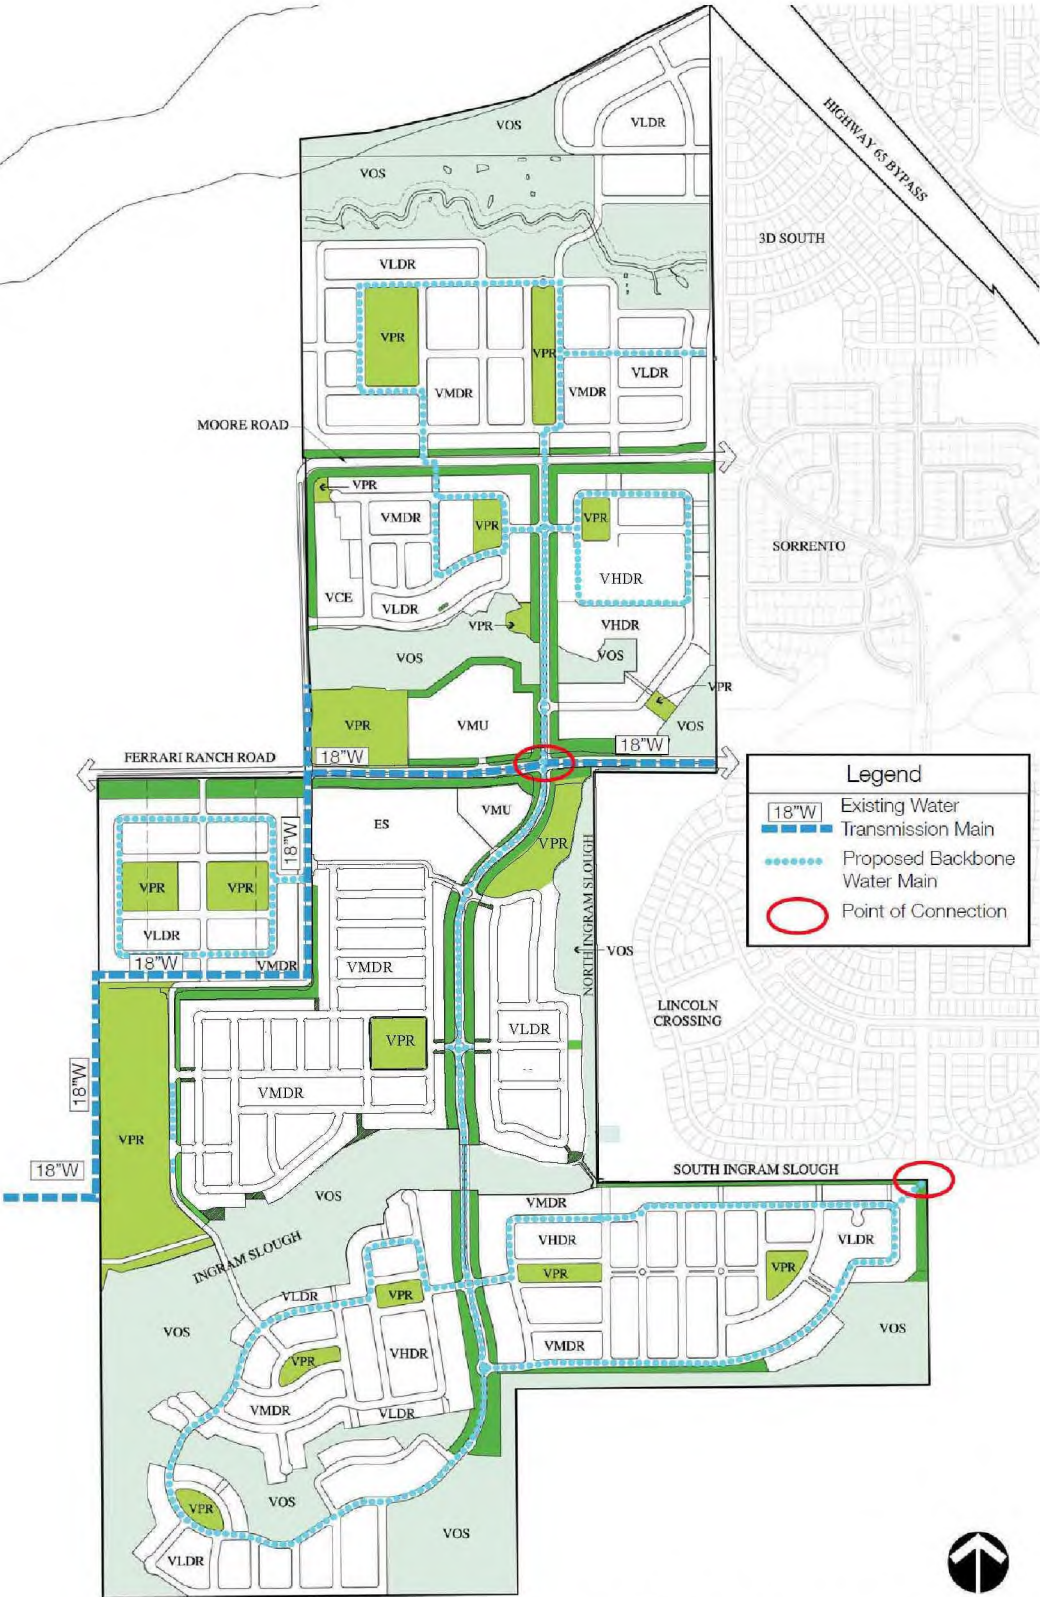 VOS
VLDR
HIGHWAY 65 BYPASS
VOS
3D SOUTH
VLDR
VPR
VPR
VLDR
VMDR
VMDR
MOORE ROAD
VPR
VMDR
VPR
VPR
SORRENTO
VHDR
VCE
VLDR
VPR
VHDR
VOS
VOS
VPR
VPR
VMU
VOS
FERRARI RANCH ROAD
18"W
18"W
Legend
18"W
Existing Water
Transmission Main
Proposed Backbone
Water Main
Point of Connection
VMU
ES
18"W
VPR
NORTH INGRAM SLOUGH
VPR
VPR
VLDR
18"W
VMDR
VMDR
VOS
LINCOLN
CROSSING
VLDR
VPR
18"W
VMDR
VPR
18"W
SOUTH INGRAM SLOUGH
VOS
VMDR
INGRAM SLOUGH
VHDR
VLDR
VPR
VPR
VLDR
VPR
VOS
VOS
VHDR
VMDR
VPR
VMDR
VLDR
VOS
VPR
VOS
VLDR